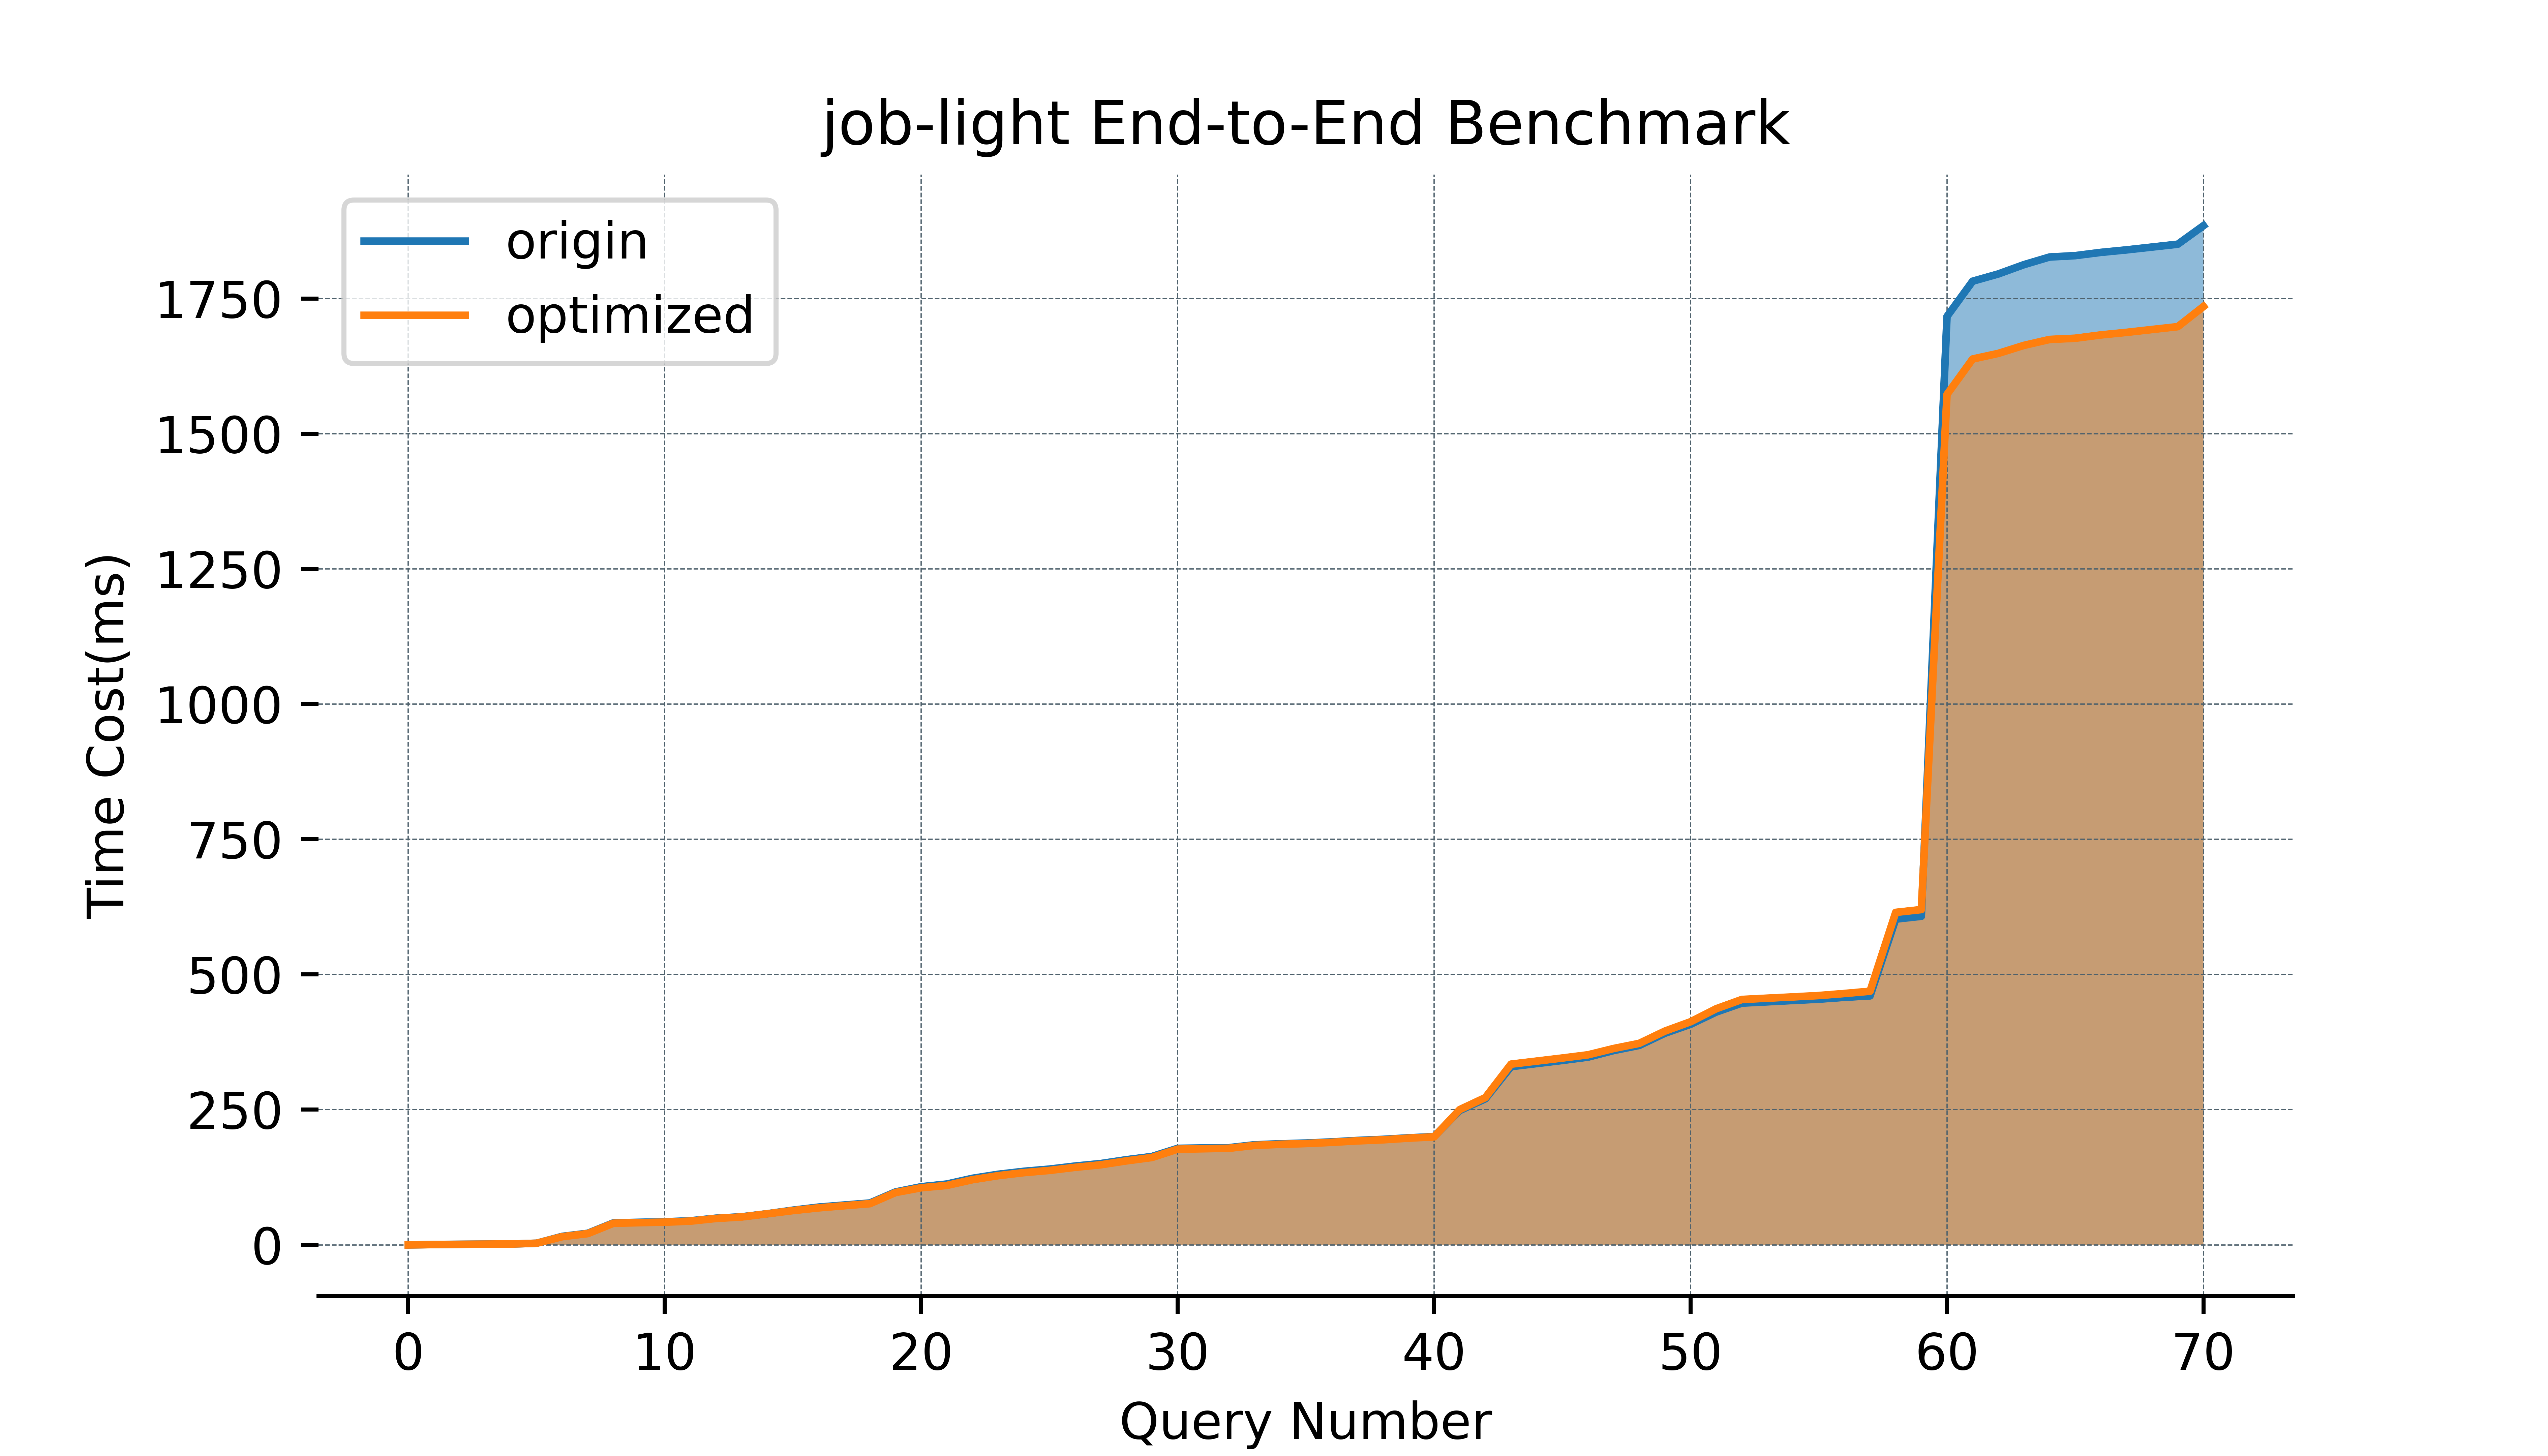 job-light End-to-End Benchmark
origin
optimized
Time Cost(ms)
1750
1500
1250
1000
750
500
250
0
0 10 20 30 40 50 60 70
Query Number